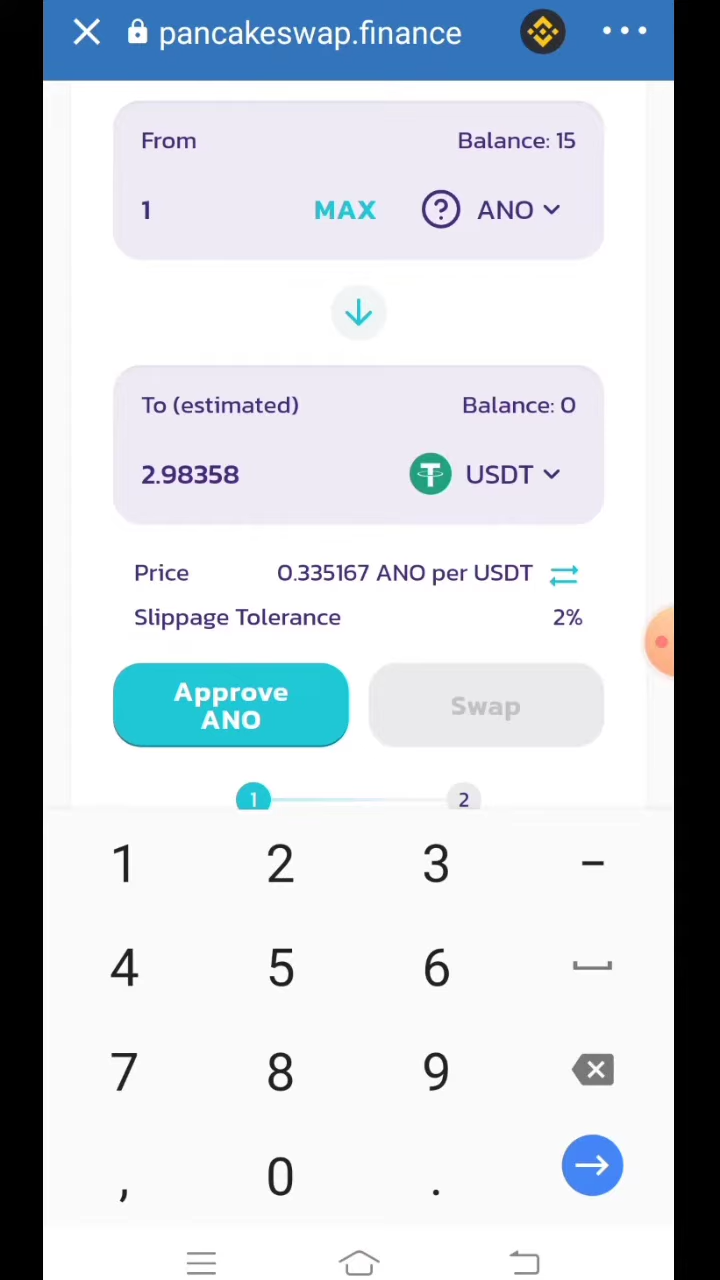 pancakeswap.finance
From Balance: 15
1 MAX ? ANO
To (estimated) Balance: 0
2.98358 USDT
Price 0.335167 ANO per USDT
Slippage Tolerance 2%
Approve
ANO
Swap
1 2
1 2 3 -
4 5 6
7 8 9
, 0 .